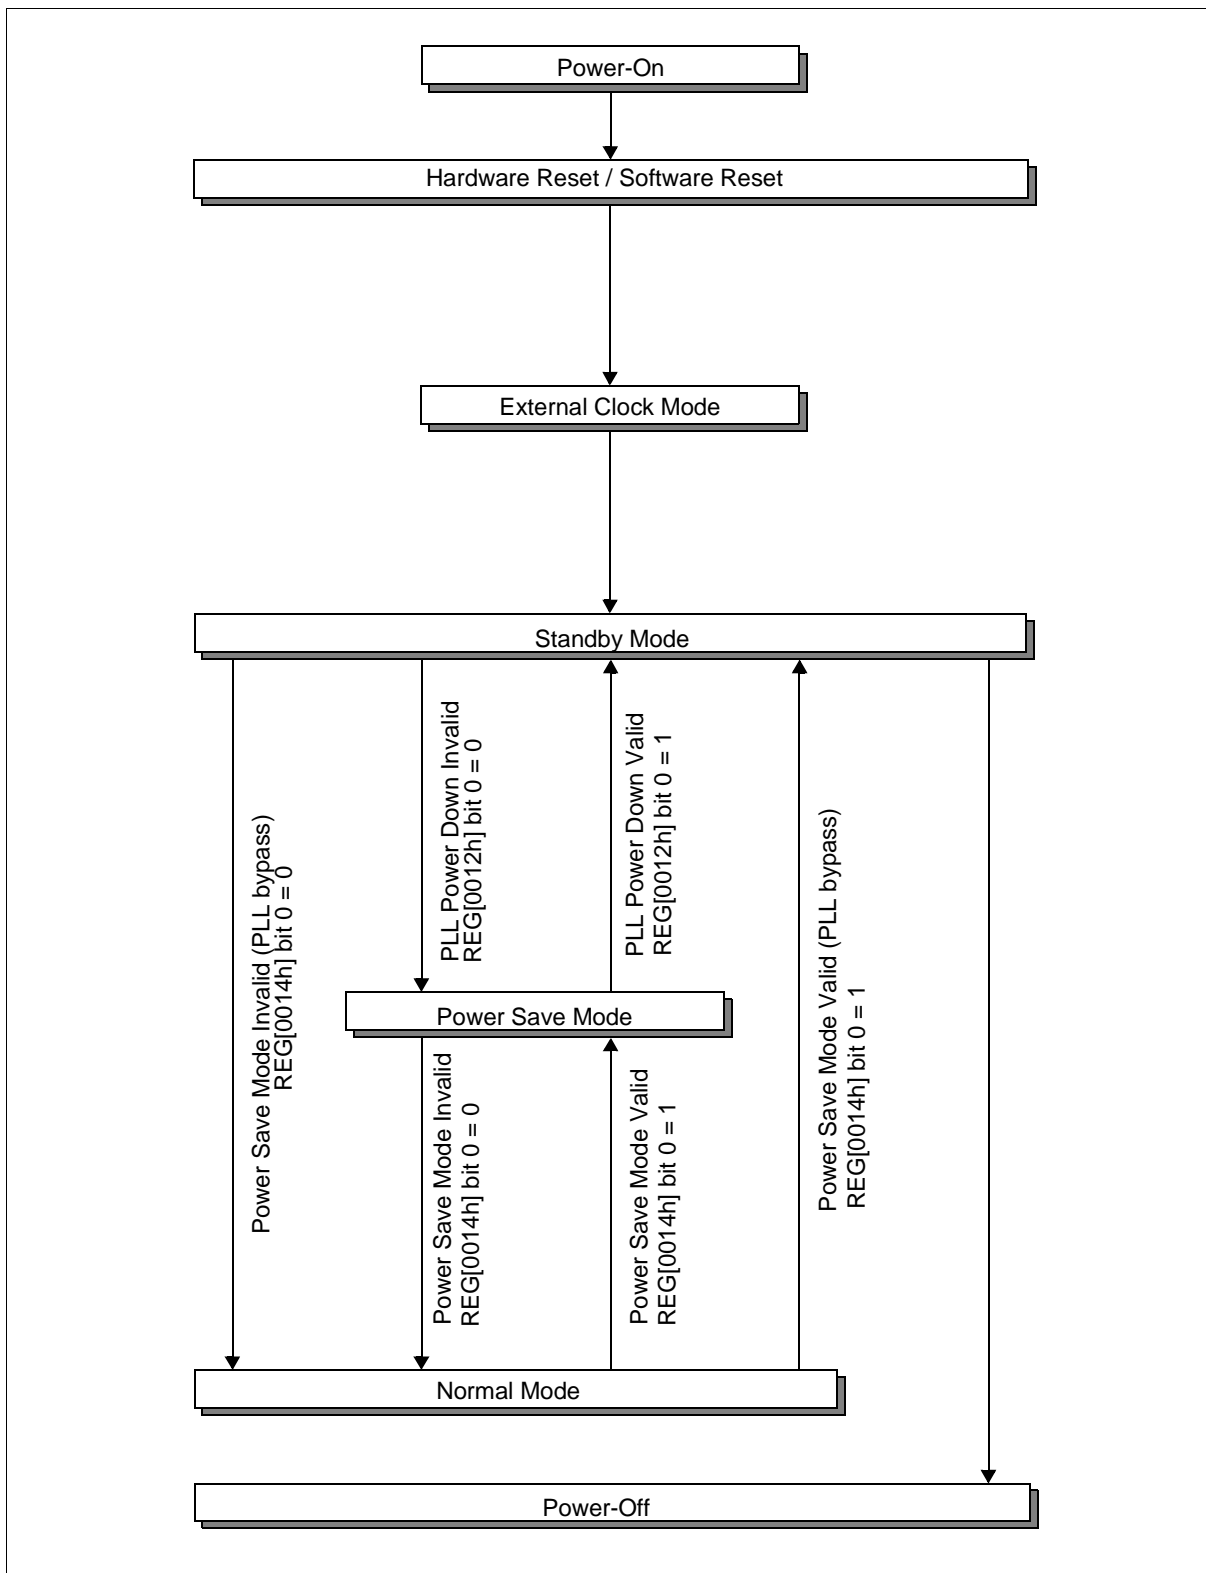 Power-On
Hardware Reset / Software Reset
External Clock Mode
Standby Mode
Power Save Mode Invalid (PLL bypass)
REG[0014h] bit 0 = 0
PLL Power Down Invalid
REG[0012h] bit 0 = 0
PLL Power Down Valid
REG[0012h] bit 0 = 1
Power Save Mode Valid (PLL bypass)
REG[0014h] bit 0 = 1
Power Save Mode
Power Save Mode Invalid
REG[0014h] bit 0 = 0
Power Save Mode Valid
REG[0014h] bit 0 = 1
Normal Mode
Power-Off